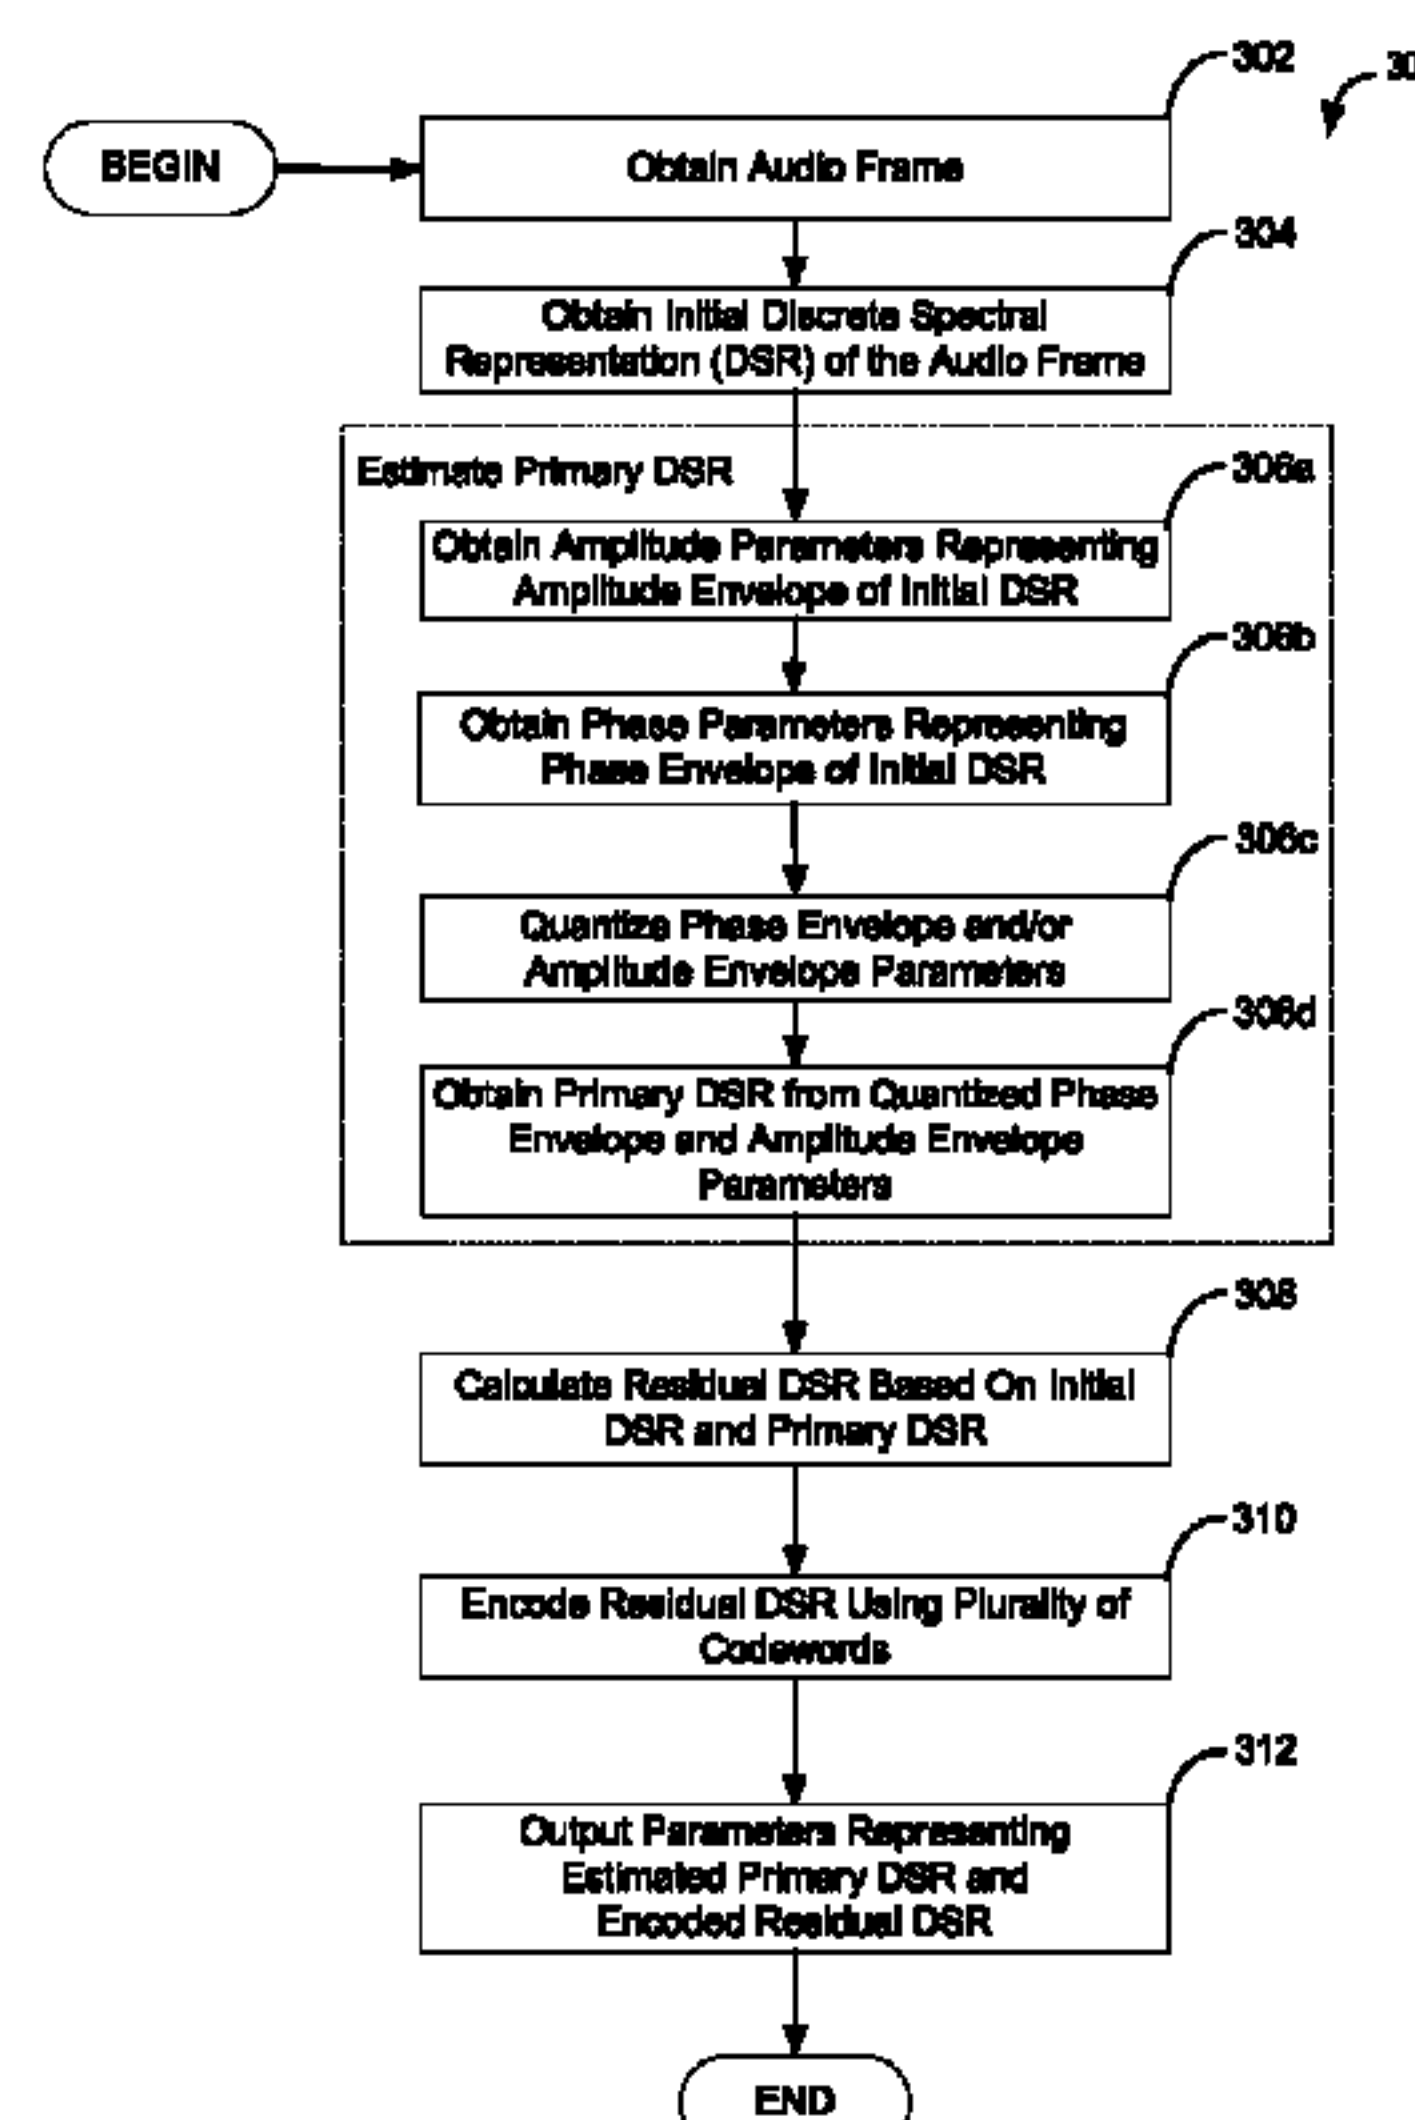 302
30
BEGIN
Obtain Audio Frame
304
Obtain Initial Discrete Spectral
Representation (DSR) of the Audio Frame
Estimate Primary DSR
306a
Obtain Amplitude Parameters Representing
Amplitude Envelope of Initial DSR
306b
Obtain Phase Parameters Representing
Phase Envelope of Initial DSR
306c
Quantize Phase Envelope and/or
Amplitude Envelope Parameters
306d
Obtain Primary DSR from Quantized Phase
Envelope and Amplitude Envelope
Parameters
308
Calculate Residual DSR Based On Initial
DSR and Primary DSR
310
Encode Residual DSR Using Plurality of
Codewords
312
Output Parameters Representing
Estimated Primary DSR and
Encoded Residual DSR
END